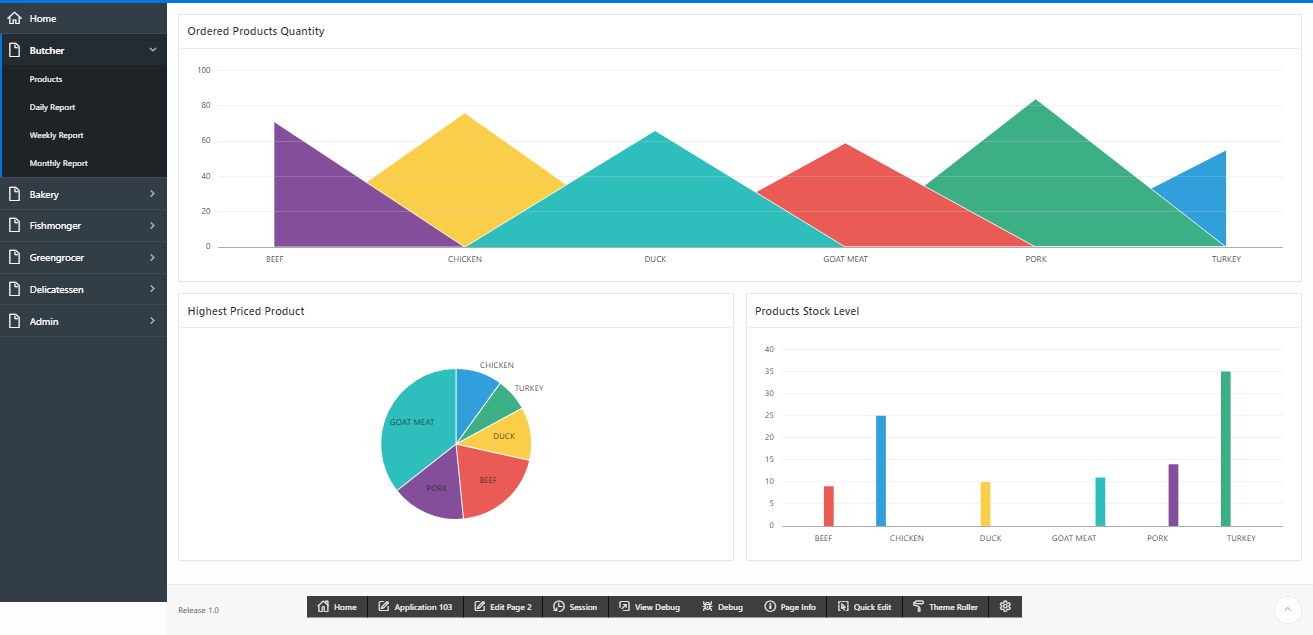 Home
Butcher
Products
Daily Report
Weekly Report
Monthly Report
Bakery
Fishmonger
Greengrocer
Delicatessen
Admin
Ordered Products Quantity
100
80
60
40
20
0
BEEF CHICKEN DUCK GOAT MEAT PORK TURKEY
Highest Priced Product
CHICKEN
TURKEY
GOAT MEAT
DUCK
BEEF
PORK
Products Stock Level
40
35
30
25
20
15
10
5
0
BEEF CHICKEN DUCK GOAT MEAT PORK TURKEY
Release 1.0
Home Application 103 Edit Page 2 Session View Debug Debug Page Info Quick Edit Theme Roller